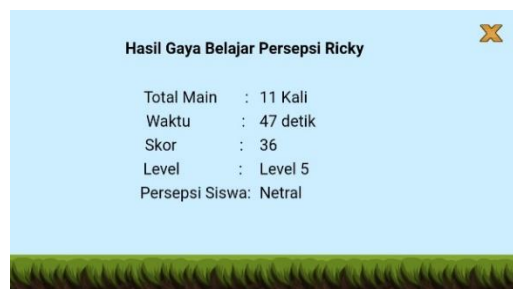 Hasil Gaya Belajar Persepsi Ricky
Total Main : 11 Kali
Waktu : 47 detik
Skor : 36
Level : Level 5
Persepsi Siswa: Netral